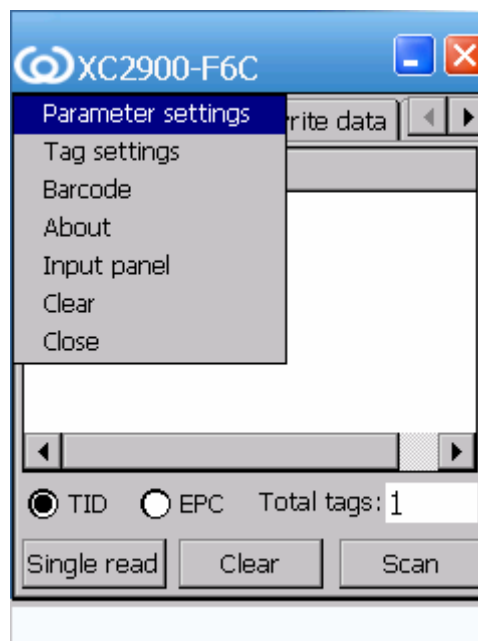 XC2900-F6C
Parameter settings
rite data
Tag settings
Barcode
About
Input panel
Clear
Close
TID EPC Total tags: 1
Single read Clear Scan